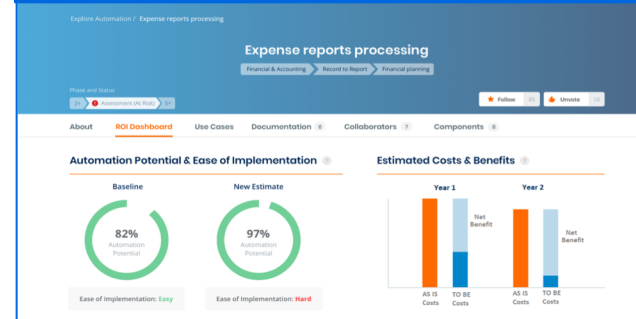 Explore Automation / Expense reports processing
Expense reports processing
Financial & Accounting
Record to Report
Financial planning
Phase and Status
2+
Assessment (At Risk)
5+
Follow
Unvote
About
ROI Dashboard
Use Cases
Documentation
Collaborators
Components
Automation Potential & Ease of Implementation
Baseline
New Estimate
82%
Automation
Potential
97%
Automation
Potential
Ease of Implementation: Easy
Ease of Implementation: Hard
Estimated Costs & Benefits
Year 1
Year 2
Net
Benefit
Net
Benefit
AS IS
Costs
TO BE
Costs
AS IS
Costs
TO BE
Costs